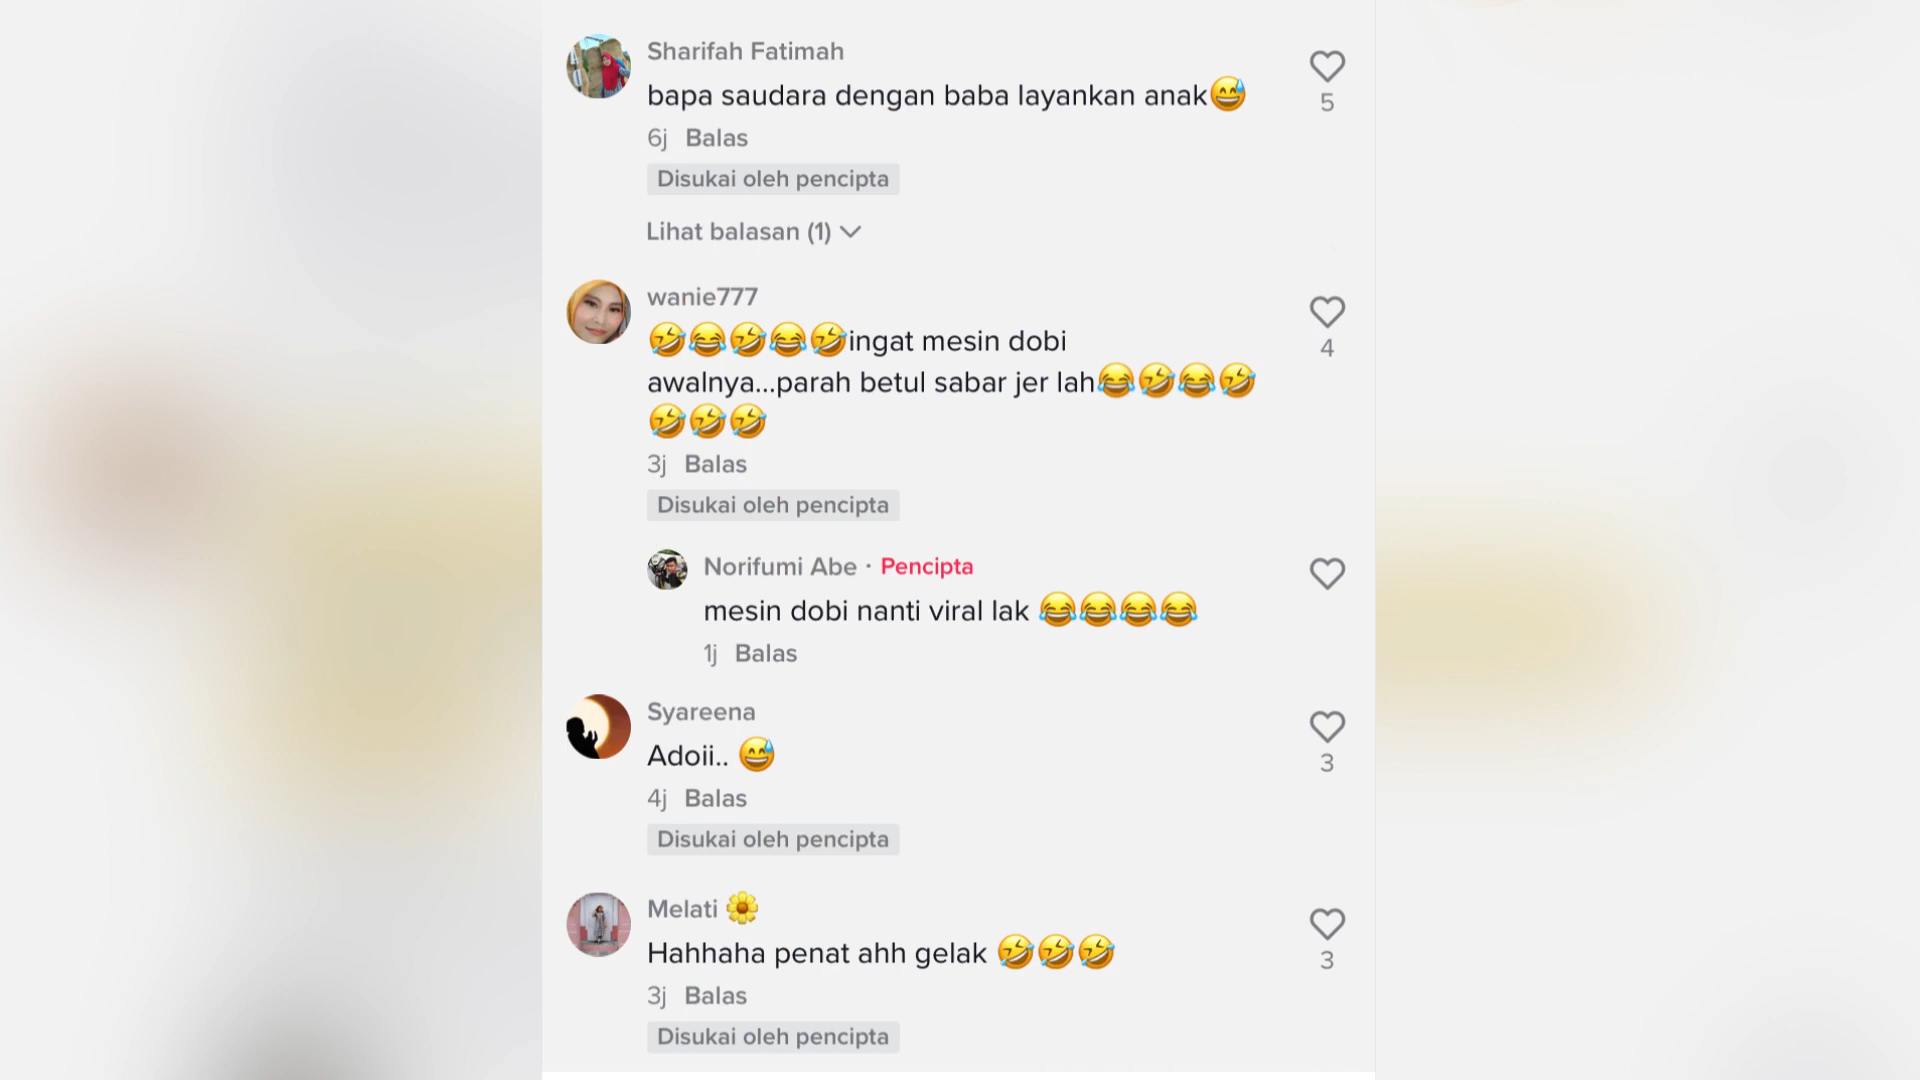 Sharifah Fatimah
bapa saudara dengan baba layankan anak😅
5
6j Balas
Disukai oleh pencipta
Lihat balasan (1)
wanie777
🤣😂🤣😂🤣ingat mesin dobi
4
awalnya...parah betul sabar jer lah😂🤣😂🤣
🤣🤣🤣
3j Balas
Disukai oleh pencipta
Norifumi Abe · Pencipta
mesin dobi nanti viral lak 😂😂😂😂
1j Balas
Syareena
Adoii.. 😅
3
4j Balas
Disukai oleh pencipta
Melati 🌼
Hahhaha penat ahh gelak 🤣🤣🤣
3
3j Balas
Disukai oleh pencipta